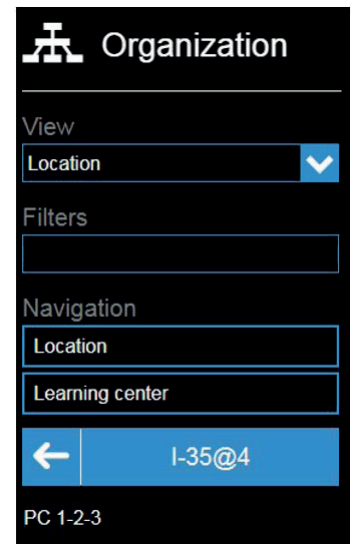 Organization
View
Location
Filters
Navigation
Location
Learning center
I-35@4
PC 1-2-3